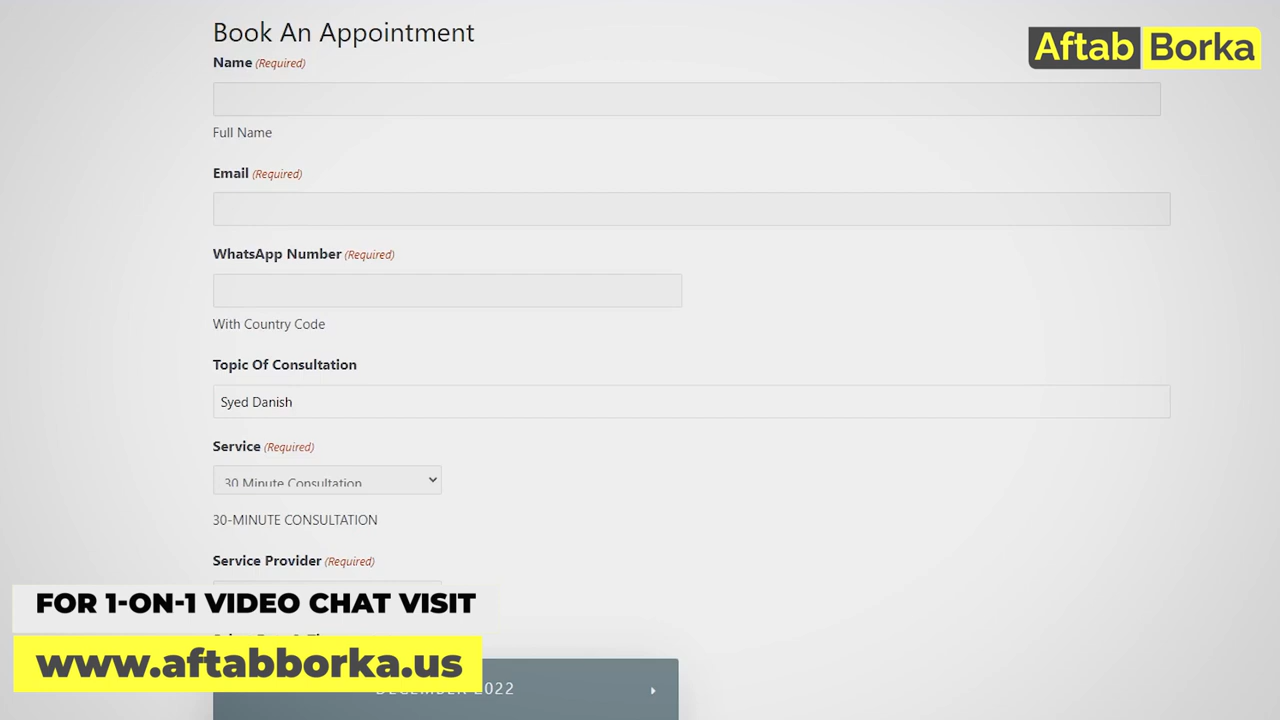 Book An Appointment
Aftab Borka
Name (Required)
Full Name
Email (Required)
WhatsApp Number (Required)
With Country Code
Topic Of Consultation
Syed Danish
Service (Required)
30 Minute Consultation
30-MINUTE CONSULTATION
Service Provider (Required)
FOR 1-ON-1 VIDEO CHAT VISIT
www.aftabborka.us
DECEMBER 2022